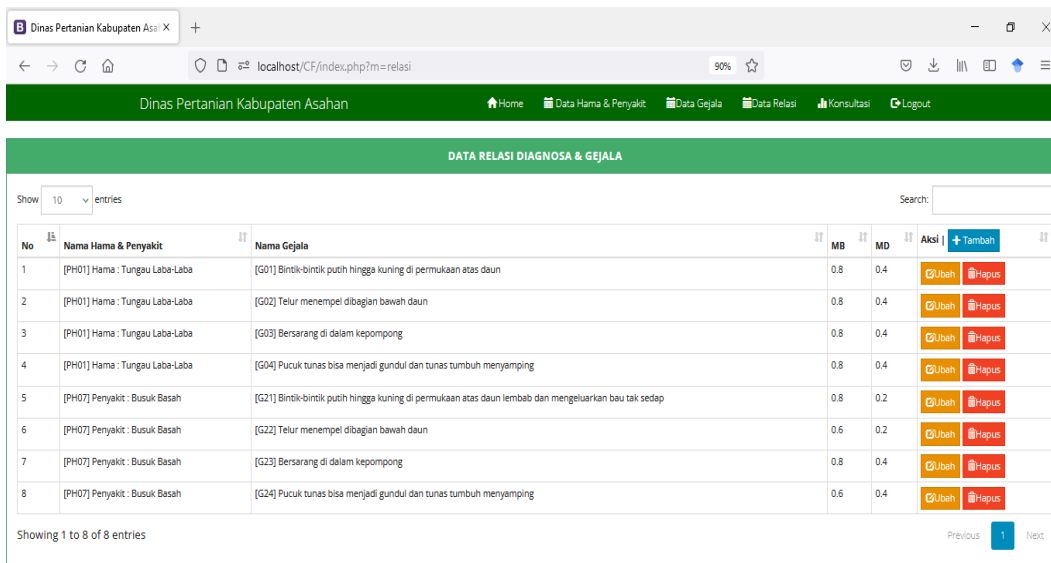 Dinas Pertanian Kabupaten Asal
localhost/CF/index.php?m=relasi 90%
Dinas Pertanian Kabupaten Asahan Home Data Hama & Penyakit Data Gejala Data Relasi Konsultasi Logout
DATA RELASI DIAGNOSA & GEJALA
Show 10 entries Search:
No Nama Hama & Penyakit Nama Gejala MB MD Aksi | + Tambah
1 [PH01] Hama : Tungau Laba-Laba [G01] Bintik-bintik putih hingga kuning di permukaan atas daun 0.8 0.4 Ubah Hapus
2 [PH01] Hama : Tungau Laba-Laba [G02] Telur menempel dibagian bawah daun 0.8 0.4 Ubah Hapus
3 [PH01] Hama : Tungau Laba-Laba [G03] Bersarang di dalam kepompong 0.8 0.4 Ubah Hapus
4 [PH01] Hama : Tungau Laba-Laba [G04] Pucuk tunas bisa menjadi gundul dan tunas tumbuh menyamping 0.8 0.4 Ubah Hapus
5 [PH07] Penyakit : Busuk Basah [G21] Bintik-bintik putih hingga kuning di permukaan atas daun lembab dan mengeluarkan bau tak sedap 0.8 0.2 Ubah Hapus
6 [PH07] Penyakit : Busuk Basah [G22] Telur menempel dibagian bawah daun 0.6 0.2 Ubah Hapus
7 [PH07] Penyakit : Busuk Basah [G23] Bersarang di dalam kepompong 0.8 0.4 Ubah Hapus
8 [PH07] Penyakit : Busuk Basah [G24] Pucuk tunas bisa menjadi gundul dan tunas tumbuh menyamping 0.6 0.4 Ubah Hapus
Showing 1 to 8 of 8 entries Previous 1 Next